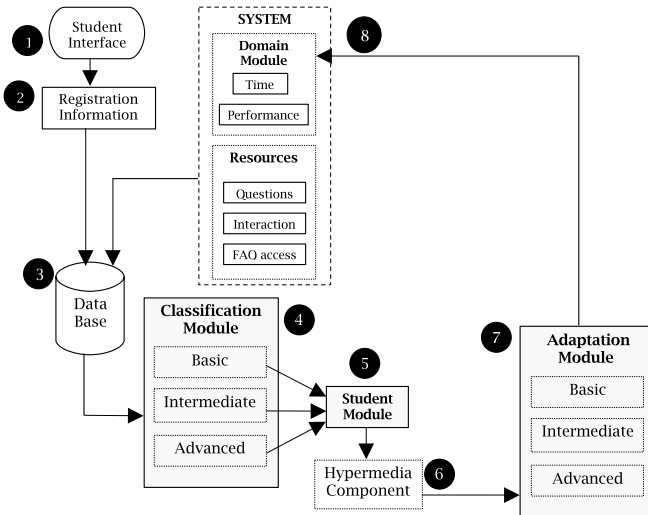 1
Student
Interface
2
Registration
Information
SYSTEM
Domain
Module
Time
Performance
Resources
Questions
Interaction
FAQ access
8
3
Data
Base
4
Classification
Module
Basic
Intermediate
Advanced
5
Student
Module
6
Hypermedia
Component
7
Adaptation
Module
Basic
Intermediate
Advanced